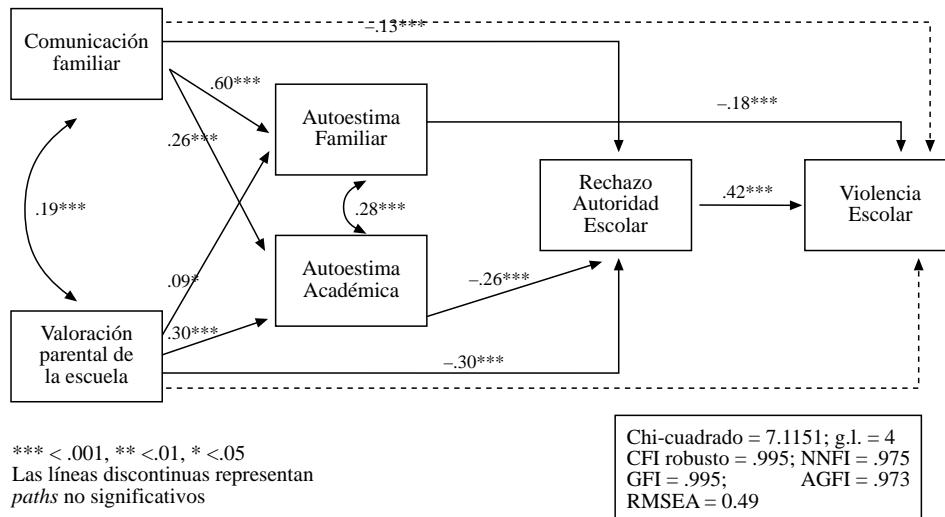 Comunicación
familiar
–.13***
.60***
Autoestima
Familiar
–.18***
.26***
Rechazo
Autoridad
Escolar
.42***
Violencia
Escolar
.19***
.28***
Autoestima
Académica
.09*
–.26***
.30***
Valoración
parental de
la escuela
–.30***
*** < .001, ** <.01, * <.05
Las líneas discontinuas representan
paths no significativos
Chi-cuadrado = 7.1151; g.l. = 4
CFI robusto = .995; NNFI = .975
GFI = .995; AGFI = .973
RMSEA = 0.49